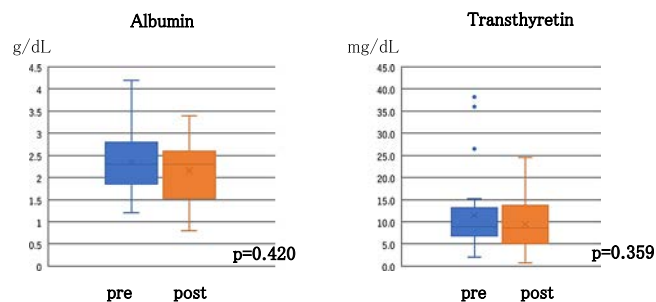 Albumin
g/dL
4.5
4
3.5
3
2.5
2
1.5
1
0.5
0
p=0.420
pre
post
Transthyretin
mg/dL
45.0
40.0
35.0
30.0
25.0
20.0
15.0
10.0
5.0
0.0
p=0.359
pre
post